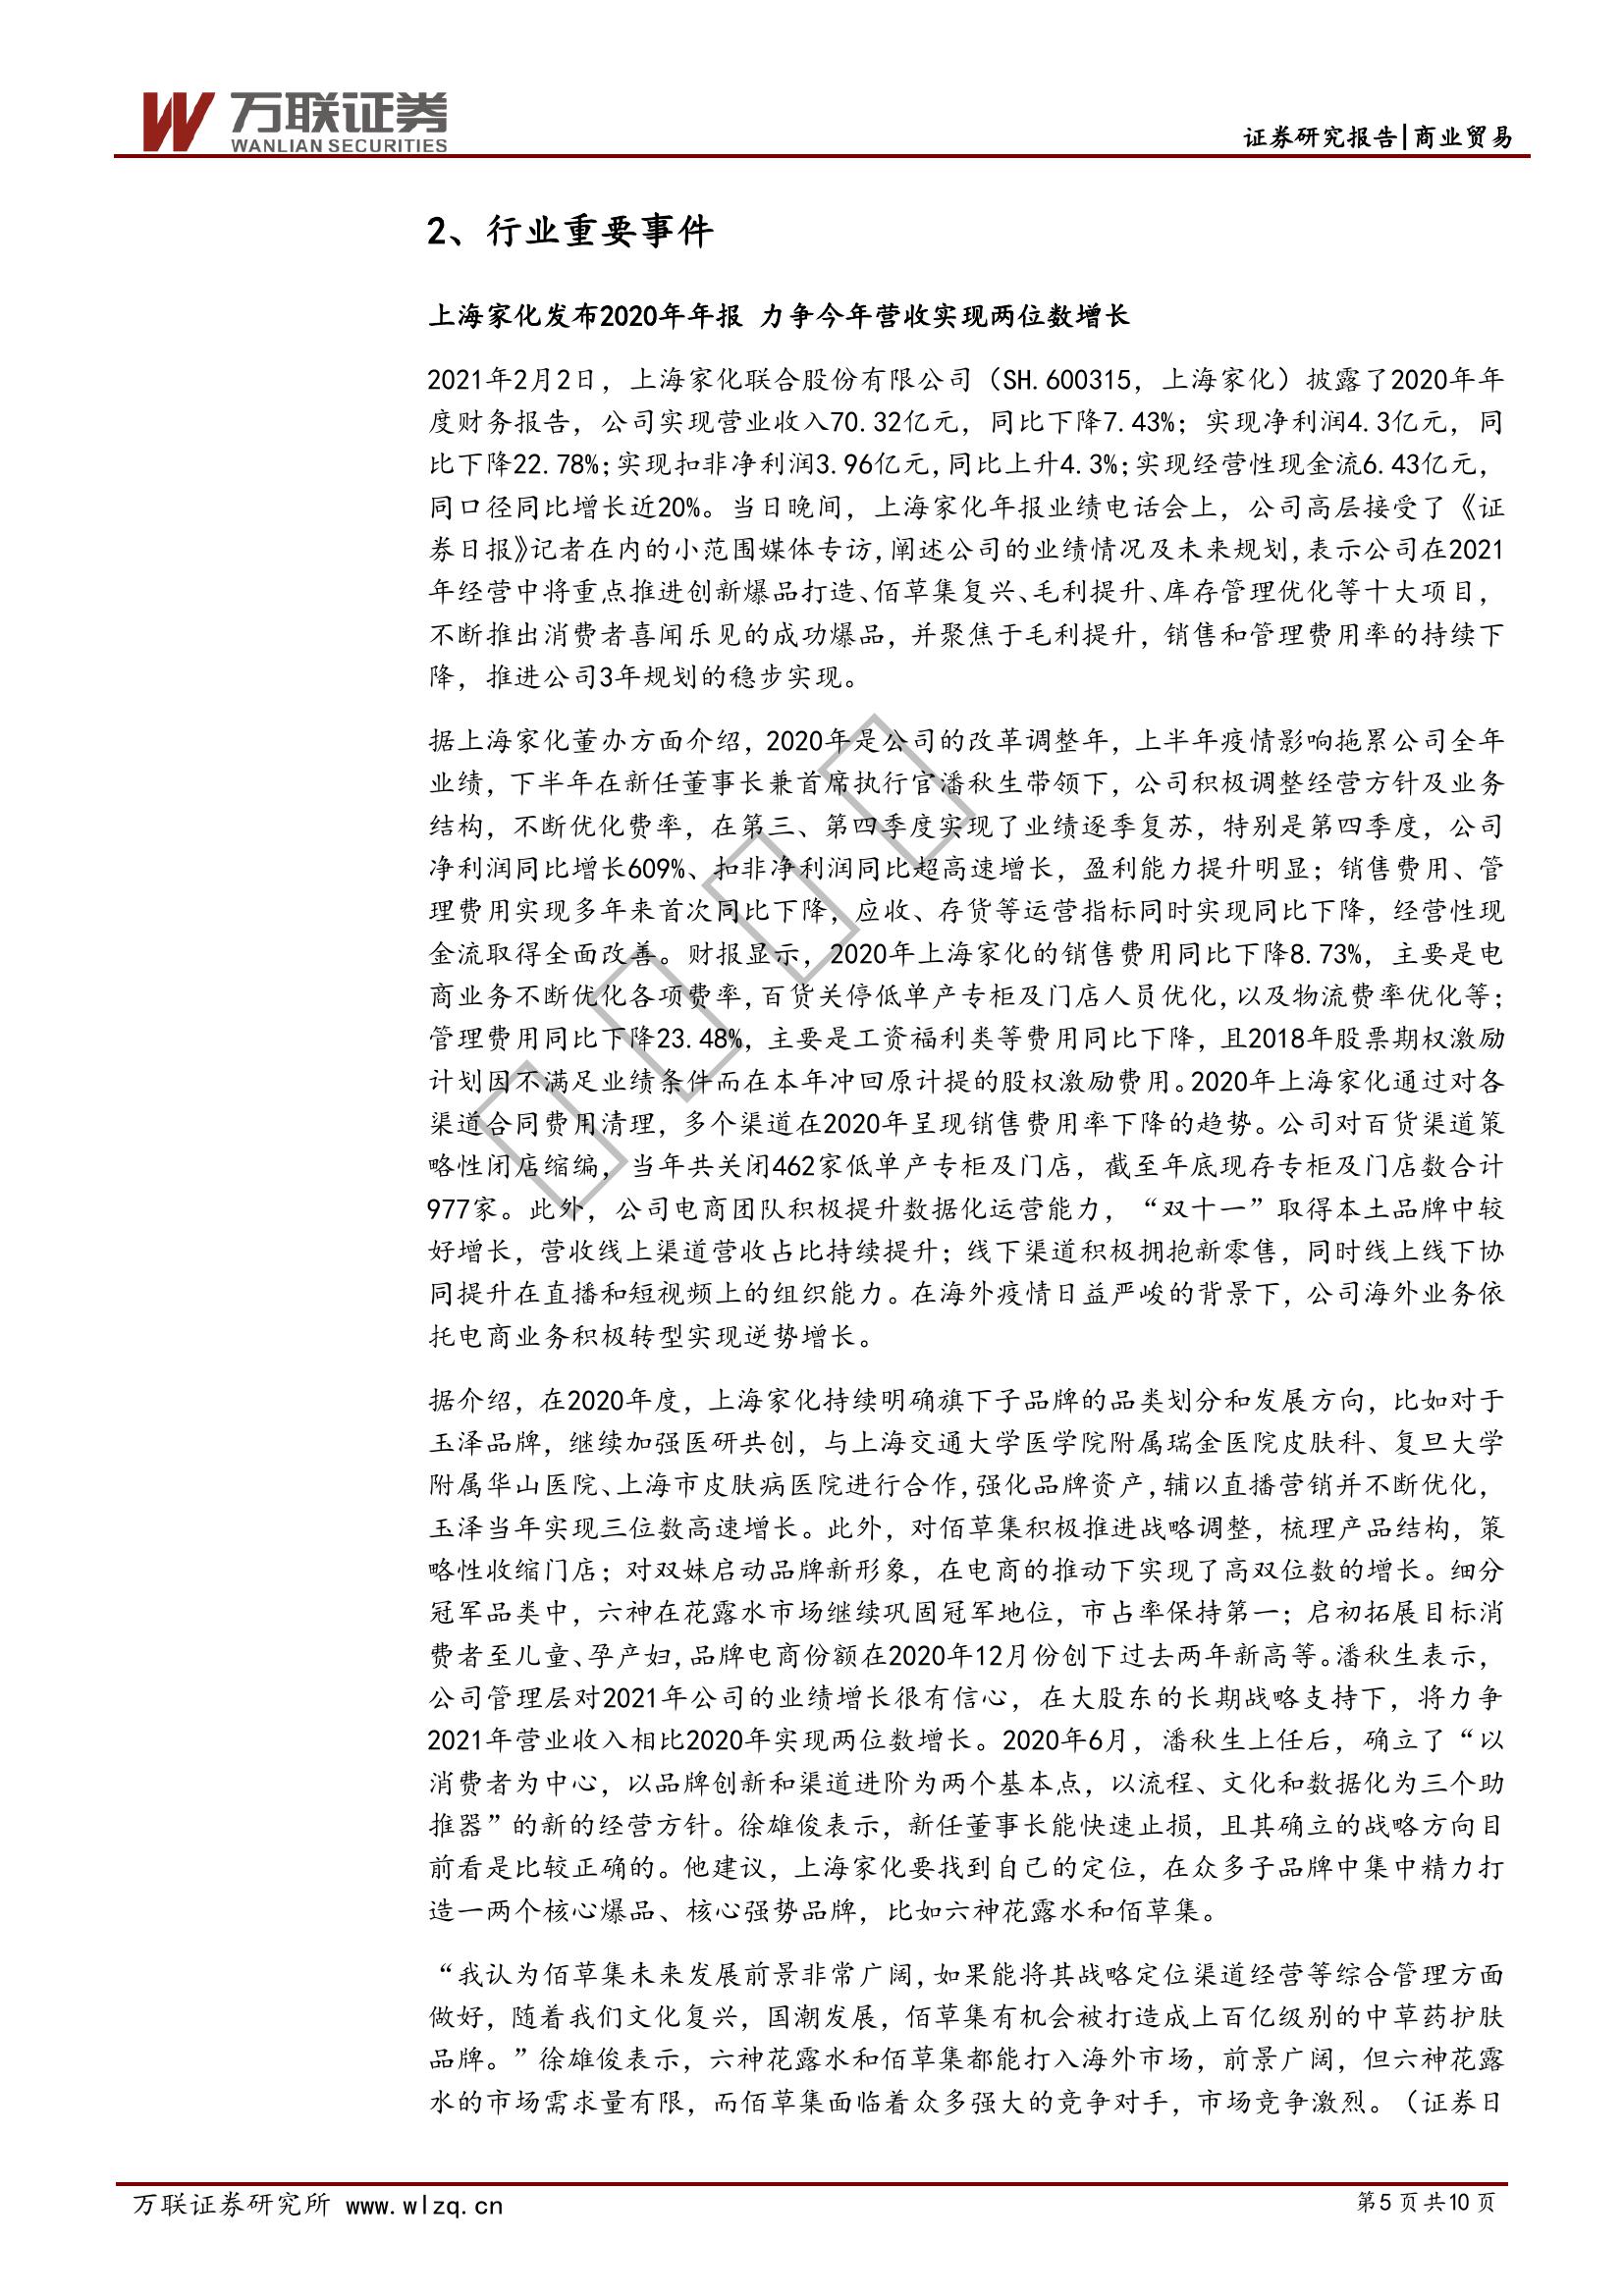 万联证券
WANLIAN SECURITIES
证券研究报告|商业贸易
2、行业重要事件
上海家化发布2020年年报 力争今年营收实现两位数增长
2021年2月2日，上海家化联合股份有限公司（SH.600315，上海家化）披露了2020年年
度财务报告，公司实现营业收入70.32亿元，同比下降7.43%；实现净利润4.3亿元，同
比下降22.78%;实现扣非净利润3.96亿元,同比上升4.3%;实现经营性现金流6.43亿元，
同口径同比增长近20%。当日晚间，上海家化年报业绩电话会上，公司高层接受了《证
券日报》记者在内的小范围媒体专访,阐述公司的业绩情况及未来规划,表示公司在2021
年经营中将重点推进创新爆品打造、佰草集复兴、毛利提升、库存管理优化等十大项目，
不断推出消费者喜闻乐见的成功爆品，并聚焦于毛利提升，销售和管理费用率的持续下
降，推进公司3年规划的稳步实现。
据上海家化董办方面介绍，2020年是公司的改革调整年，上半年疫情影响拖累公司全年
业绩，下半年在新任董事长兼首席执行官潘秋生带领下，公司积极调整经营方针及业务
结构，不断优化费率，在第三、第四季度实现了业绩逐季复苏，特别是第四季度，公司
净利润同比增长609%、扣非净利润同比超高速增长，盈利能力提升明显；销售费用、管
理费用实现多年来首次同比下降，应收、存货等运营指标同时实现同比下降，经营性现
金流取得全面改善。财报显示，2020年上海家化的销售费用同比下降8.73%，主要是电
商业务不断优化各项费率,百货关停低单产专柜及门店人员优化,以及物流费率优化等；
管理费用同比下降23.48%，主要是工资福利类等费用同比下降，且2018年股票期权激励
计划因不满足业绩条件而在本年冲回原计提的股权激励费用。2020年上海家化通过对各
渠道合同费用清理，多个渠道在2020年呈现销售费用率下降的趋势。公司对百货渠道策
略性闭店缩编，当年共关闭462家低单产专柜及门店，截至年底现存专柜及门店数合计
977家。此外，公司电商团队积极提升数据化运营能力，“双十一”取得本土品牌中较
好增长，营收线上渠道营收占比持续提升；线下渠道积极拥抱新零售，同时线上线下协
同提升在直播和短视频上的组织能力。在海外疫情日益严峻的背景下，公司海外业务依
托电商业务积极转型实现逆势增长。
据介绍，在2020年度，上海家化持续明确旗下子品牌的品类划分和发展方向，比如对于
玉泽品牌，继续加强医研共创，与上海交通大学医学院附属瑞金医院皮肤科、复旦大学
附属华山医院、上海市皮肤病医院进行合作,强化品牌资产,辅以直播营销并不断优化，
玉泽当年实现三位数高速增长。此外，对佰草集积极推进战略调整，梳理产品结构，策
略性收缩门店；对双妹启动品牌新形象，在电商的推动下实现了高双位数的增长。细分
冠军品类中，六神在花露水市场继续巩固冠军地位，市占率保持第一；启初拓展目标消
费者至儿童、孕产妇,品牌电商份额在2020年12月份创下过去两年新高等。潘秋生表示，
公司管理层对2021年公司的业绩增长很有信心，在大股东的长期战略支持下，将力争
2021年营业收入相比2020年实现两位数增长。2020年6月，潘秋生上任后，确立了“以
消费者为中心，以品牌创新和渠道进阶为两个基本点，以流程、文化和数据化为三个助
推器”的新的经营方针。徐雄俊表示，新任董事长能快速止损，且其确立的战略方向目
前看是比较正确的。他建议，上海家化要找到自己的定位，在众多子品牌中集中精力打
造一两个核心爆品、核心强势品牌，比如六神花露水和佰草集。
“我认为佰草集未来发展前景非常广阔,如果能将其战略定位渠道经营等综合管理方面
做好，随着我们文化复兴，国潮发展，佰草集有机会被打造成上百亿级别的中草药护肤
品牌。”徐雄俊表示，六神花露水和佰草集都能打入海外市场，前景广阔，但六神花露
水的市场需求量有限，而佰草集面临着众多强大的竞争对手，市场竞争激烈。（证券日
万联证券研究所 www.wlzq.cn
第5 页共10 页